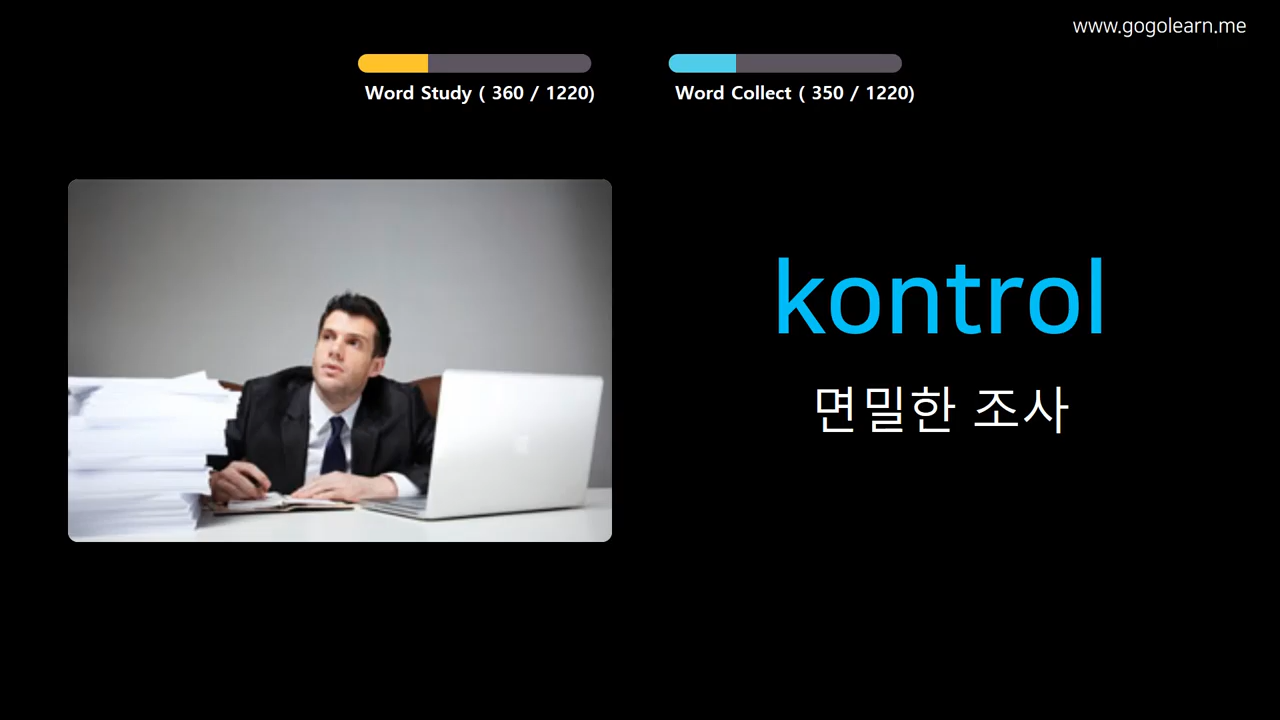 www.gogolearn.me
Word Study ( 360 / 1220)
Word Collect ( 350 / 1220)
kontrol
면밀한 조사